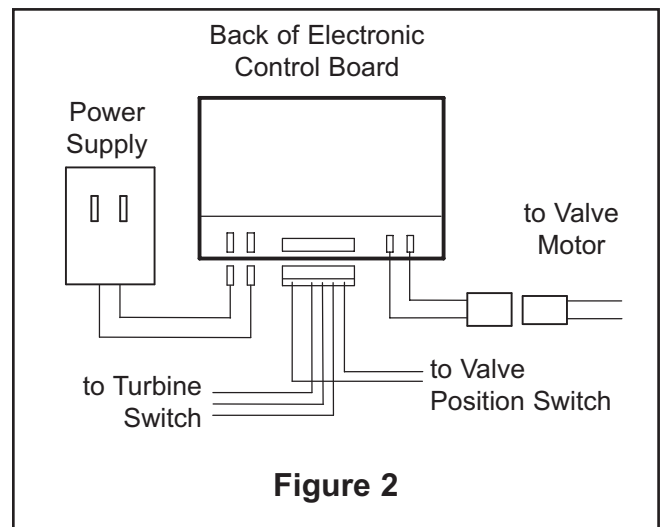 Back of Electronic
Control Board
Power
Supply
to Valve
Motor
to Turbine
Switch
to Valve
Position Switch
Figure 2